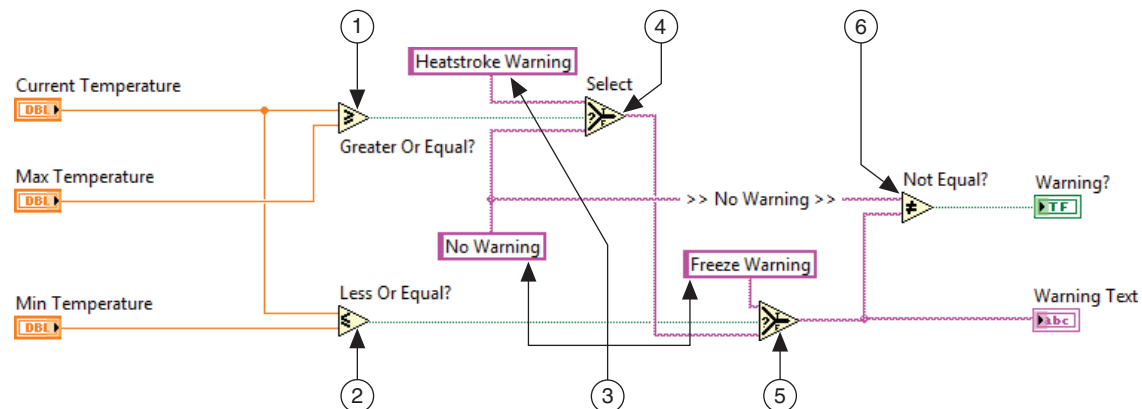 1
4
6
Heatstroke Warning
Select
Current Temperature
DBL
Greater Or Equal?
Max Temperature
DBL
Not Equal?
Warning?
>> No Warning >>
TF
No Warning
Freeze Warning
Min Temperature
DBL
Less Or Equal?
Warning Text
abc
2
3
5
? T F
? T F